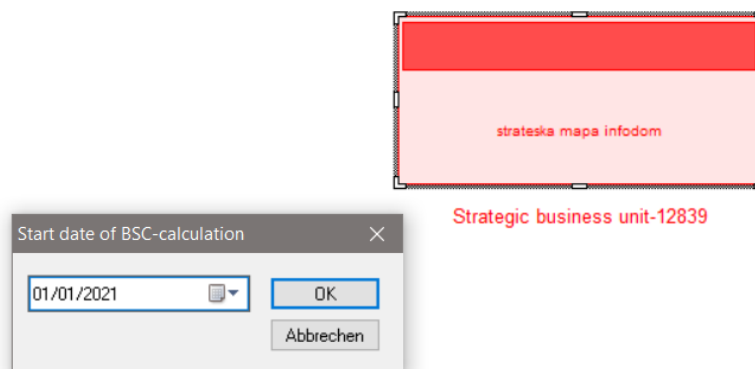 strateska mapa infodom
Strategic business unit-12839
Start date of BSC-calculation
01/01/2021
OK
Abbrechen